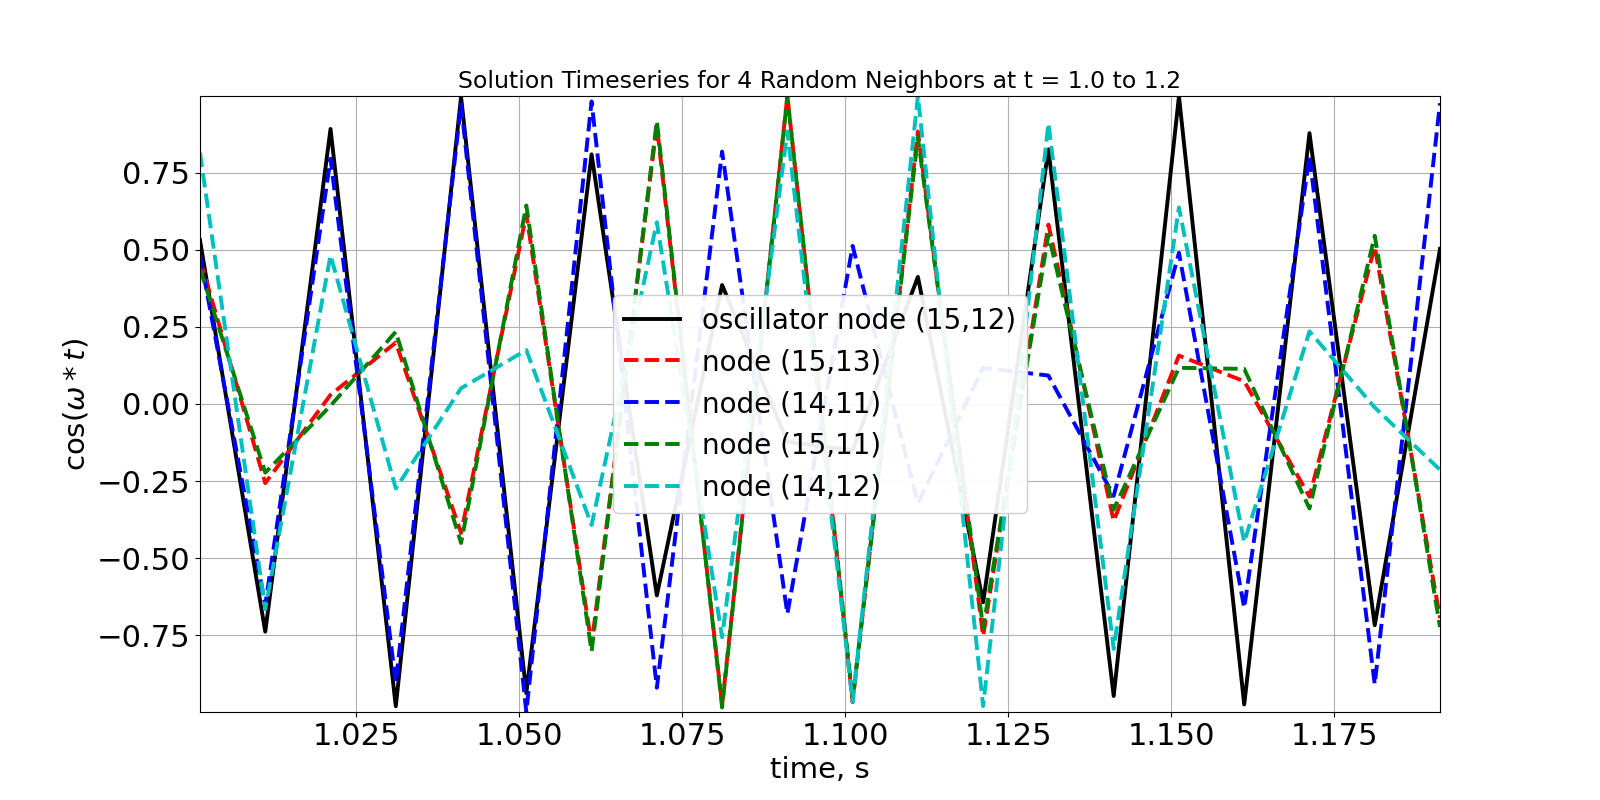 Solution Timeseries for 4 Random Neighbors at t = 1.0 to 1.2
0.75
0.50
0.25
0.00
−0.25
−0.50
−0.75
cos(ω * t)
oscillator node (15,12)
node (15,13)
node (14,11)
node (15,11)
node (14,12)
1.025 1.050 1.075 1.100 1.125 1.150 1.175
time, s